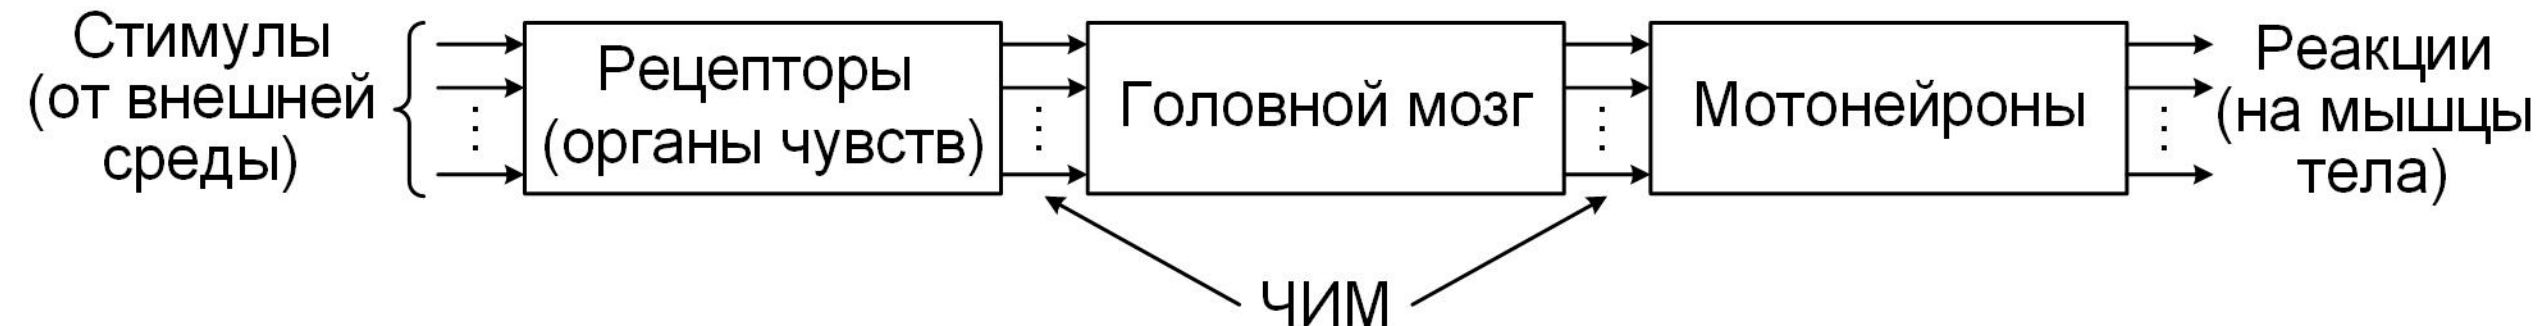 Стимулы
(от внешней
среды)
Рецепторы
(органы чувств)
Головной мозг
Мотонейроны
Реакции
(на мышцы
тела)
ЧИМ